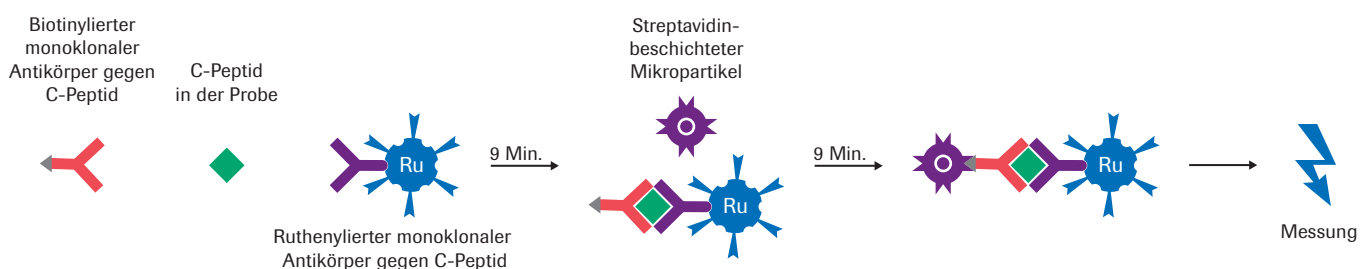 Biotinylierter
monoklonaler
Antikörper gegen
C-Peptid
C-Peptid
in der Probe
Ru
Ruthenylierter monoklonaler
Antikörper gegen C-Peptid
9 Min.
Streptavidin-
beschichteter
Mikropartikel
Ru
9 Min.
Ru
Messung